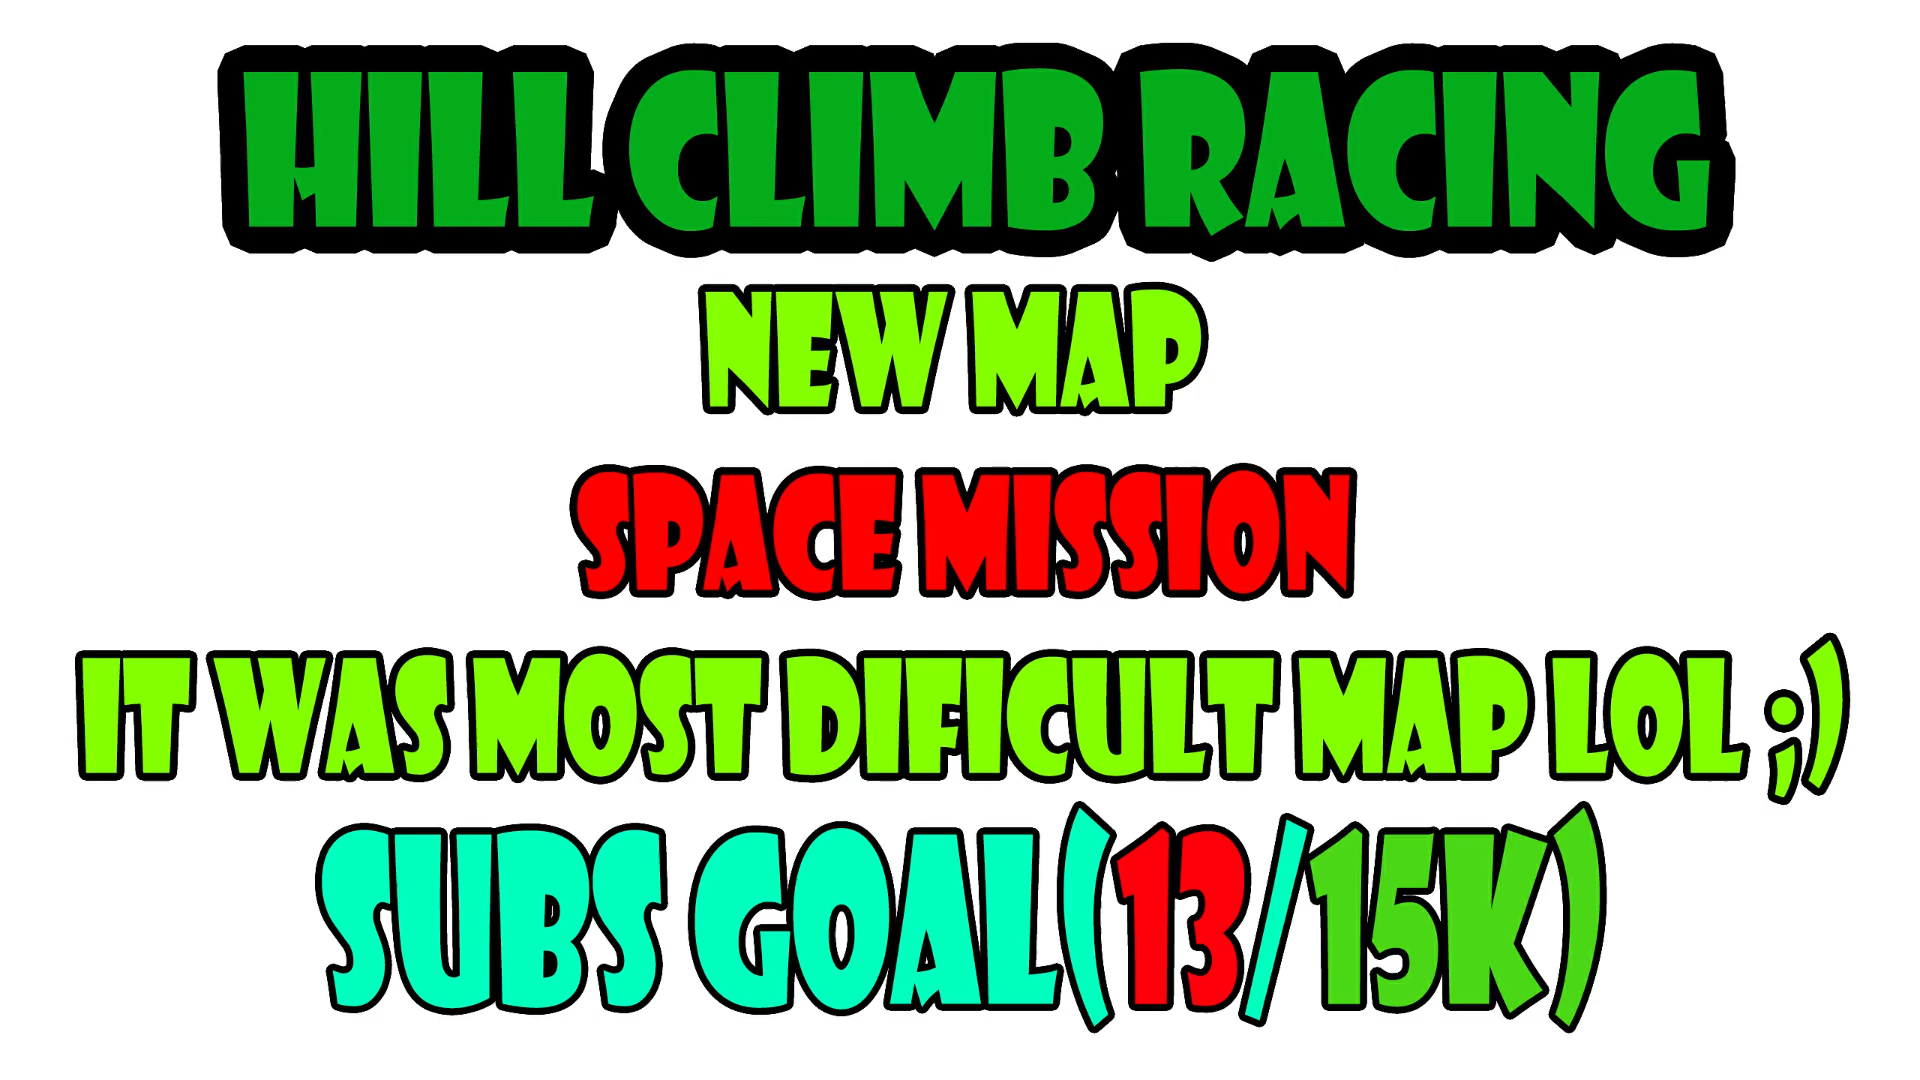 HILL CLIMB RACING
NEW MAP
SPACE MISSION
IT WAS MOST DIFICULT MAP LOL ;)
SUBS GOAL(13/15K)